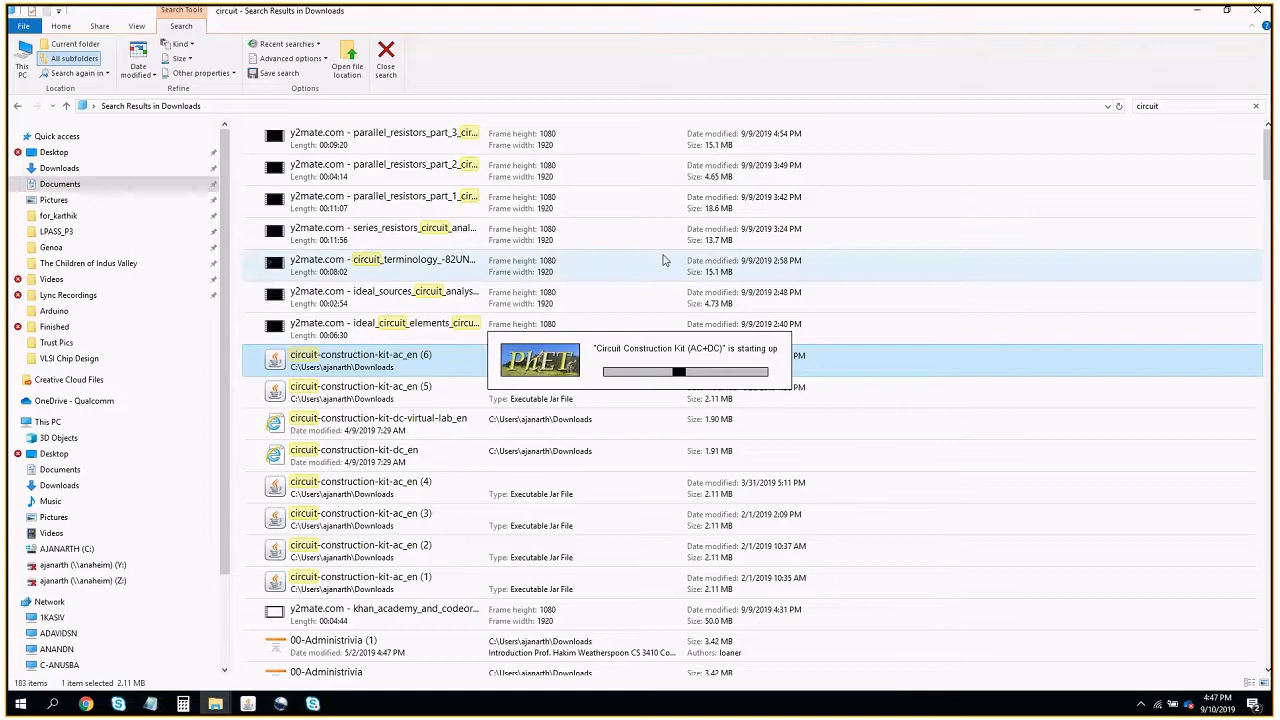 Search Tools
circuit - Search Results in Downloads
File
Home
Share
View
Search
This PC
Current folder
All subfolders
Search again in
Location
Date modified
Kind
Size
Other properties
Refine
Recent searches
Advanced options
Save search
Options
Open file location
Close search
Search Results in Downloads
circuit
Quick access
Desktop
Downloads
Documents
Pictures
for_karthik
LPASS_P3
Genoa
The Children of Indus Valley
Videos
Lync Recordings
Arduino
Finished
Trust Pics
VLSI Chip Design
Creative Cloud Files
OneDrive - Qualcomm
This PC
3D Objects
Desktop
Documents
Downloads
Music
Pictures
Videos
AJANARTH (C:)
ajanarth (\\anaheim) (Y:)
ajanarth (\\anaheim) (Z:)
Network
1KASIV
ADAVIDSN
ANANDN
C-ANUSBA
y2mate.com - parallel_resistors_part_3_cir... Frame height: 1080 Date modified: 9/9/2019 4:54 PM
Length: 00:09:20 Frame width: 1920 Size: 15.1 MB
y2mate.com - parallel_resistors_part_2_cir... Frame height: 1080 Date modified: 9/9/2019 3:49 PM
Length: 00:04:14 Frame width: 1920 Size: 4.65 MB
y2mate.com - parallel_resistors_part_1_cir... Frame height: 1080 Date modified: 9/9/2019 3:42 PM
Length: 00:11:07 Frame width: 1920 Size: 18.6 MB
y2mate.com - series_resistors_circuit_anal... Frame height: 1080 Date modified: 9/9/2019 3:24 PM
Length: 00:11:56 Frame width: 1920 Size: 13.7 MB
y2mate.com - circuit_terminology_-82UN... Frame height: 1080 Date modified: 9/9/2019 2:58 PM
Length: 00:08:02 Frame width: 1920 Size: 15.1 MB
y2mate.com - ideal_sources_circuit_analys... Frame height: 1080 Date modified: 9/9/2019 2:48 PM
Length: 00:02:54 Frame width: 1920 Size: 4.73 MB
y2mate.com - ideal_circuit_elements_circu... Frame height: 1080 Date modified: 9/9/2019 2:40 PM
Length: 00:06:30
PhET
"Circuit Construction Kit (AC+DC)" is starting up
circuit-construction-kit-ac_en (6) PM
C:\Users\ajanarth\Downloads
circuit-construction-kit-ac_en (5)
C:\Users\ajanarth\Downloads Type: Executable Jar File Size: 2.11 MB
circuit-construction-kit-dc-virtual-lab_en C:\Users\ajanarth\Downloads Size: 1.90 MB
Date modified: 4/9/2019 7:29 AM
circuit-construction-kit-dc_en C:\Users\ajanarth\Downloads Size: 1.91 MB
Date modified: 4/9/2019 7:29 AM
circuit-construction-kit-ac_en (4) Date modified: 3/31/2019 5:11 PM
C:\Users\ajanarth\Downloads Type: Executable Jar File Size: 2.11 MB
circuit-construction-kit-ac_en (3) Date modified: 2/1/2019 2:09 PM
C:\Users\ajanarth\Downloads Type: Executable Jar File Size: 2.11 MB
circuit-construction-kit-ac_en (2) Date modified: 2/1/2019 10:37 AM
C:\Users\ajanarth\Downloads Type: Executable Jar File Size: 2.11 MB
circuit-construction-kit-ac_en (1) Date modified: 2/1/2019 10:35 AM
C:\Users\ajanarth\Downloads Type: Executable Jar File Size: 2.11 MB
y2mate.com - khan_academy_and_codeor... Frame height: 1080 Date modified: 9/9/2019 4:31 PM
Length: 00:04:44 Frame width: 1920 Size: 50.0 MB
00-Administrivia (1) C:\Users\ajanarth\Downloads Size: 3.42 MB
Date modified: 5/2/2019 4:47 PM Introduction Prof. Hakim Weatherspoon CS 3410 Co... Authors: loaner
00-Administrivia C:\Users\ajanarth\Downloads Size: 3.42 MB
183 items 1 item selected 2.11 MB
4:47 PM
9/10/2019
2